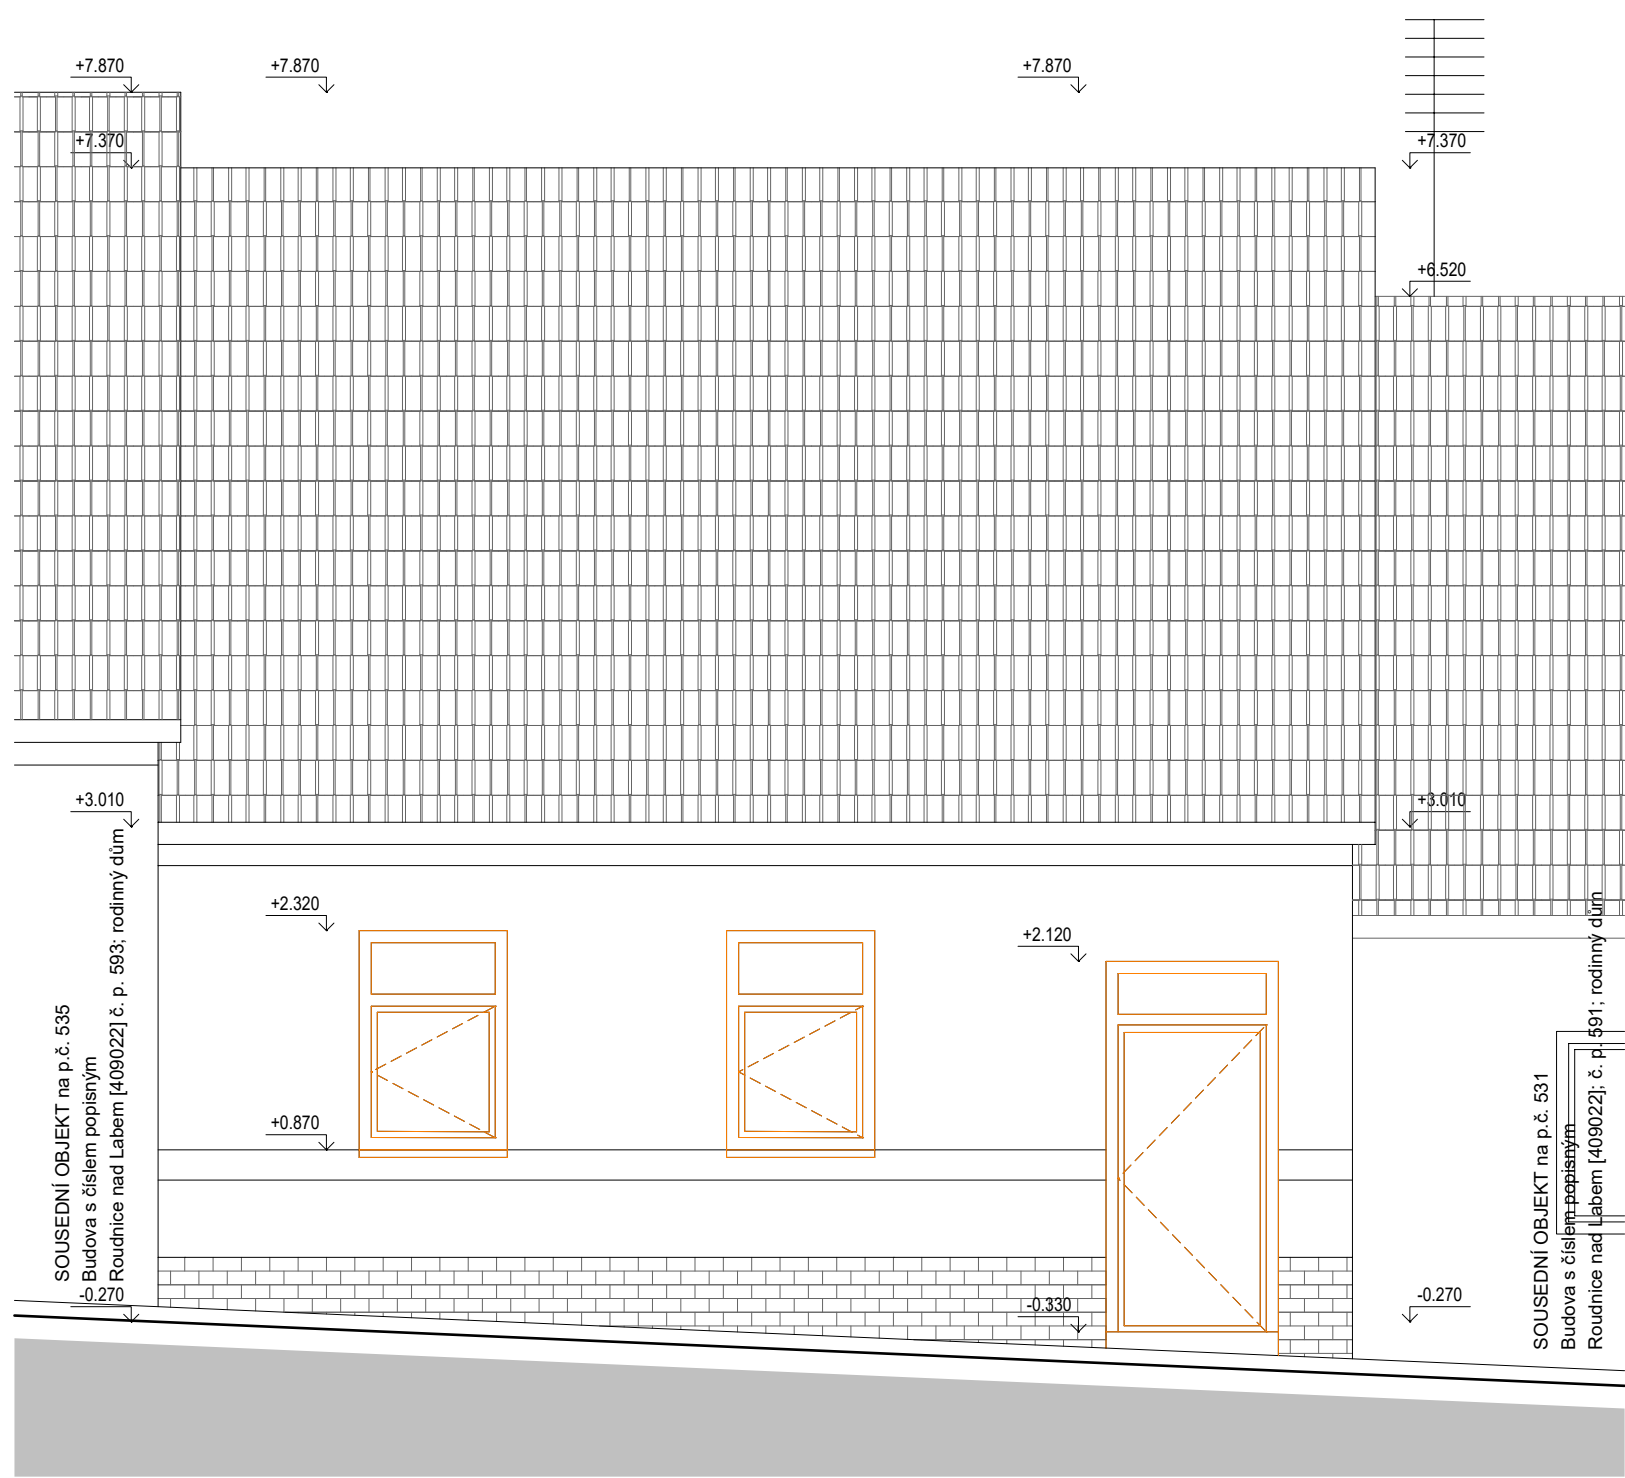 +7.870
+7.870
+7.870
+7.370
+7.370
+6.520
+3.010
+3.010
+2.320
+2.120
+0.870
-0.270
-0.330
-0.270
SOUSEDNÍ OBJEKT na p.č. 535
Budova s číslem popisným
Roudnice nad Labem [409022] č. p. 593; rodinný dům
SOUSEDNÍ OBJEKT na p.č. 531
Budova s číslem popisným
Roudnice nad Labem [409022]; č. p. 591; rodinný dům